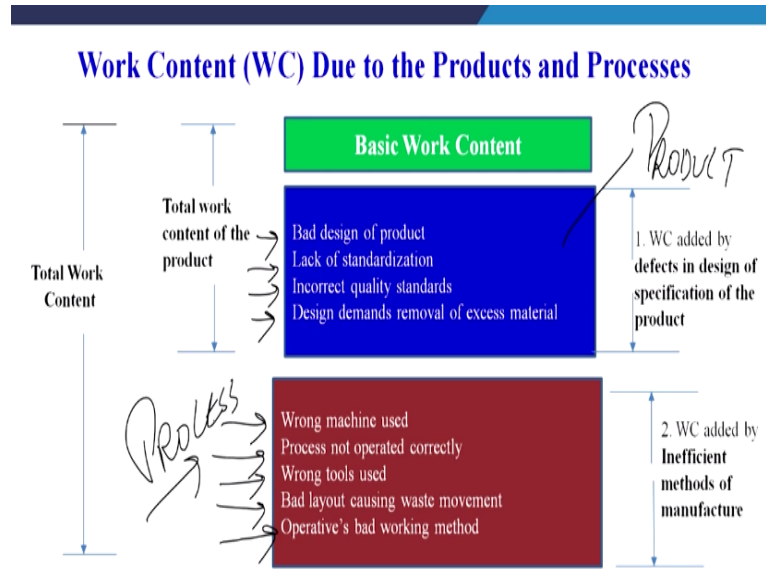 Work Content (WC) Due to the Products and Processes
Basic Work Content
PRODUCT
Total work
content of the
product
Bad design of product
Lack of standardization
Incorrect quality standards
Design demands removal of excess material
1. WC added by
defects in design of
specification of the
product
Total Work
Content
PROCESS
Wrong machine used
Process not operated correctly
Wrong tools used
Bad layout causing waste movement
Operative's bad working method
2. WC added by
Inefficient
methods of
manufacture